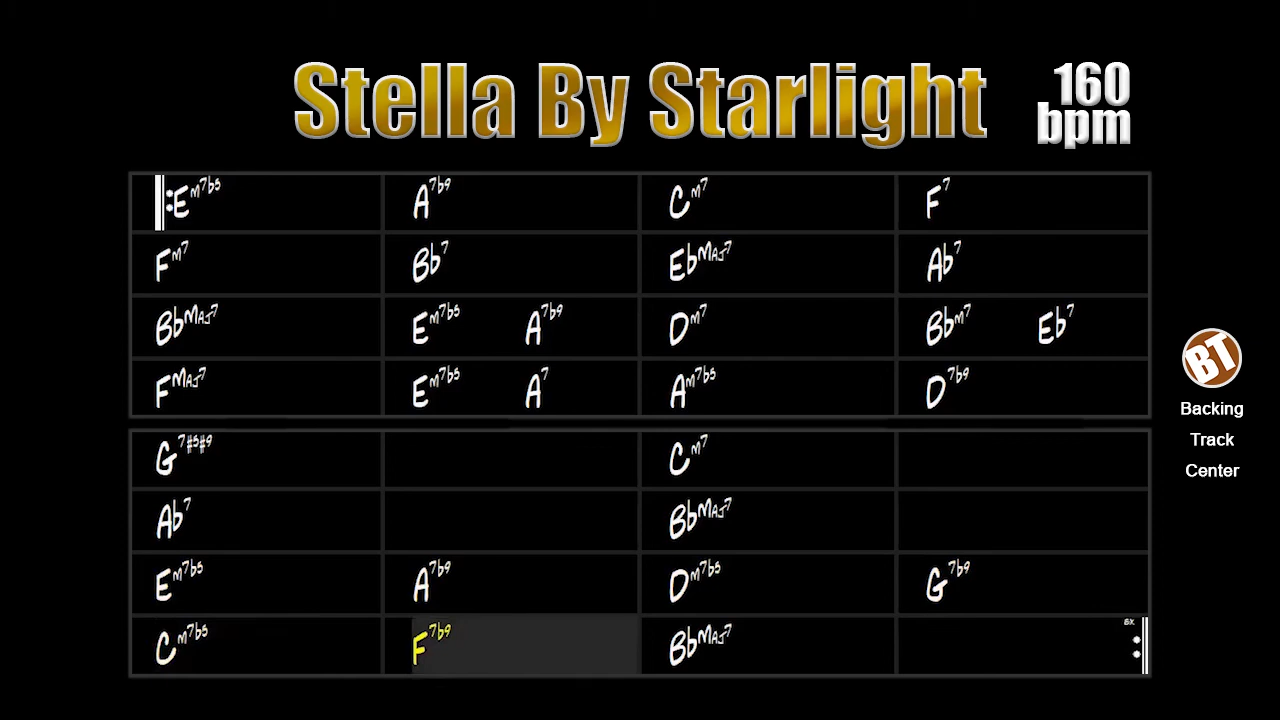 Stella By Starlight
160
bpm
Em7b5 A7b9 Cm7 F7
Fm7 Bb7 EbMAJ7 Ab7
BbMAJ7 Em7b5 A7b9 Dm7 Bbm7 Eb7
FMAJ7 Em7b5 A7 Am7b5 D7b9
G7#5#9 Cm7
Ab7 BbMAJ7
Em7b5 A7b9 Dm7b5 G7b9
Cm7b5 F7b9 BbMAJ7
BT
Backing
Track
Center